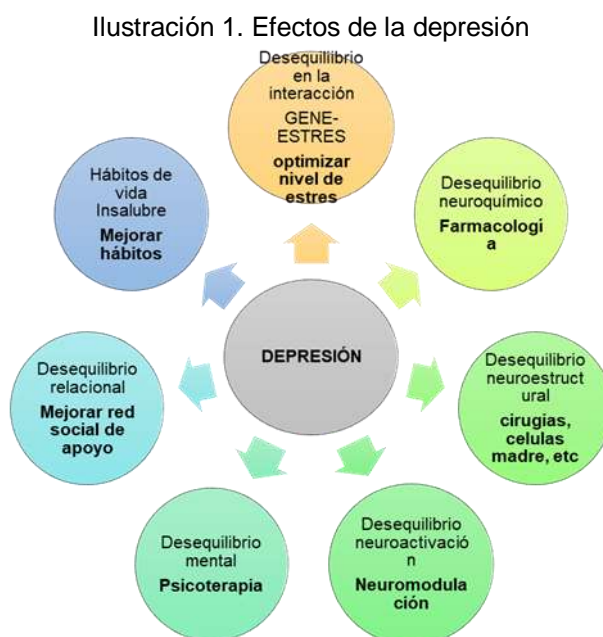 Ilustración 1. Efectos de la depresión
Desequiliibrio
en la
interacción
GENE-
ESTRES
optimizar
nivel de
estres
Desequilibrio
neuroquímico
Farmacologí
a
Desequilibrio
neuroestruct
ural
cirugias,
celulas
madre, etc
Desequilibrio
neuroactivació
n
Neuromodula
ción
Desequilibrio
mental
Psicoterapia
Desequilibrio
relacional
Mejorar red
social de
apoyo
Hábitos de
vida
Insalubre
Mejorar
hábitos
DEPRESIÓN